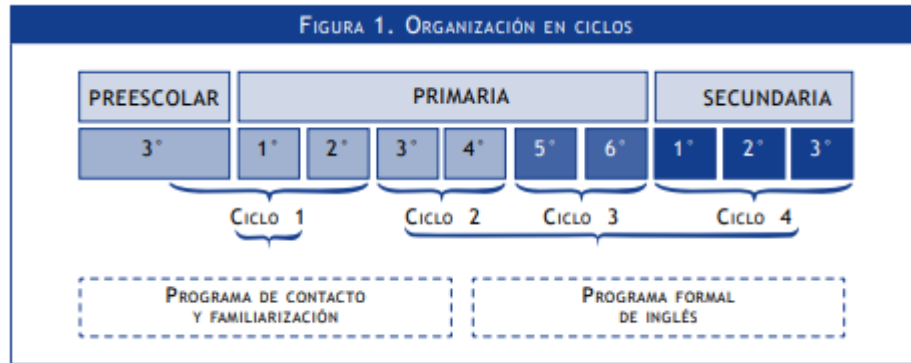 FIGURA 1. ORGANIZACIÓN EN CICLOS
PREESCOLAR PRIMARIA SECUNDARIA
3° 1° 2° 3° 4° 5° 6° 1° 2° 3°
CICLO 1 CICLO 2 CICLO 3 CICLO 4
PROGRAMA DE CONTACTO
Y FAMILIARIZACIÓN
PROGRAMA FORMAL
DE INGLÉS